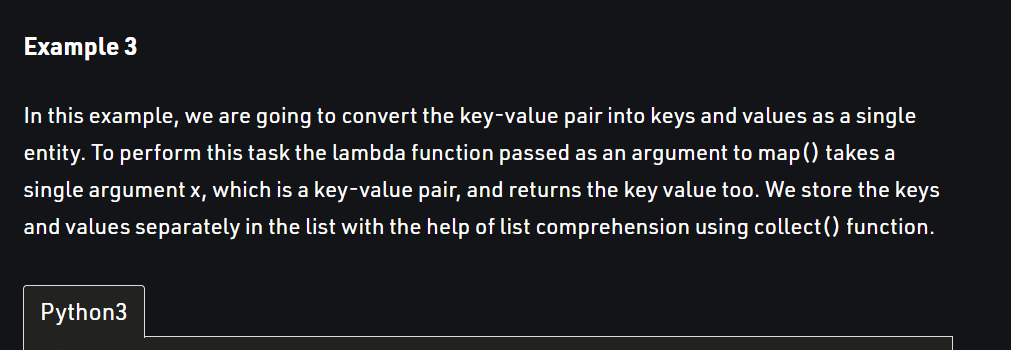 Example 3
In this example, we are going to convert the key-value pair into keys and values as a single
entity. To perform this task the lambda function passed as an argument to map() takes a
single argument x, which is a key-value pair, and returns the key value too. We store the keys
and values separately in the list with the help of list comprehension using collect() function.
Python3